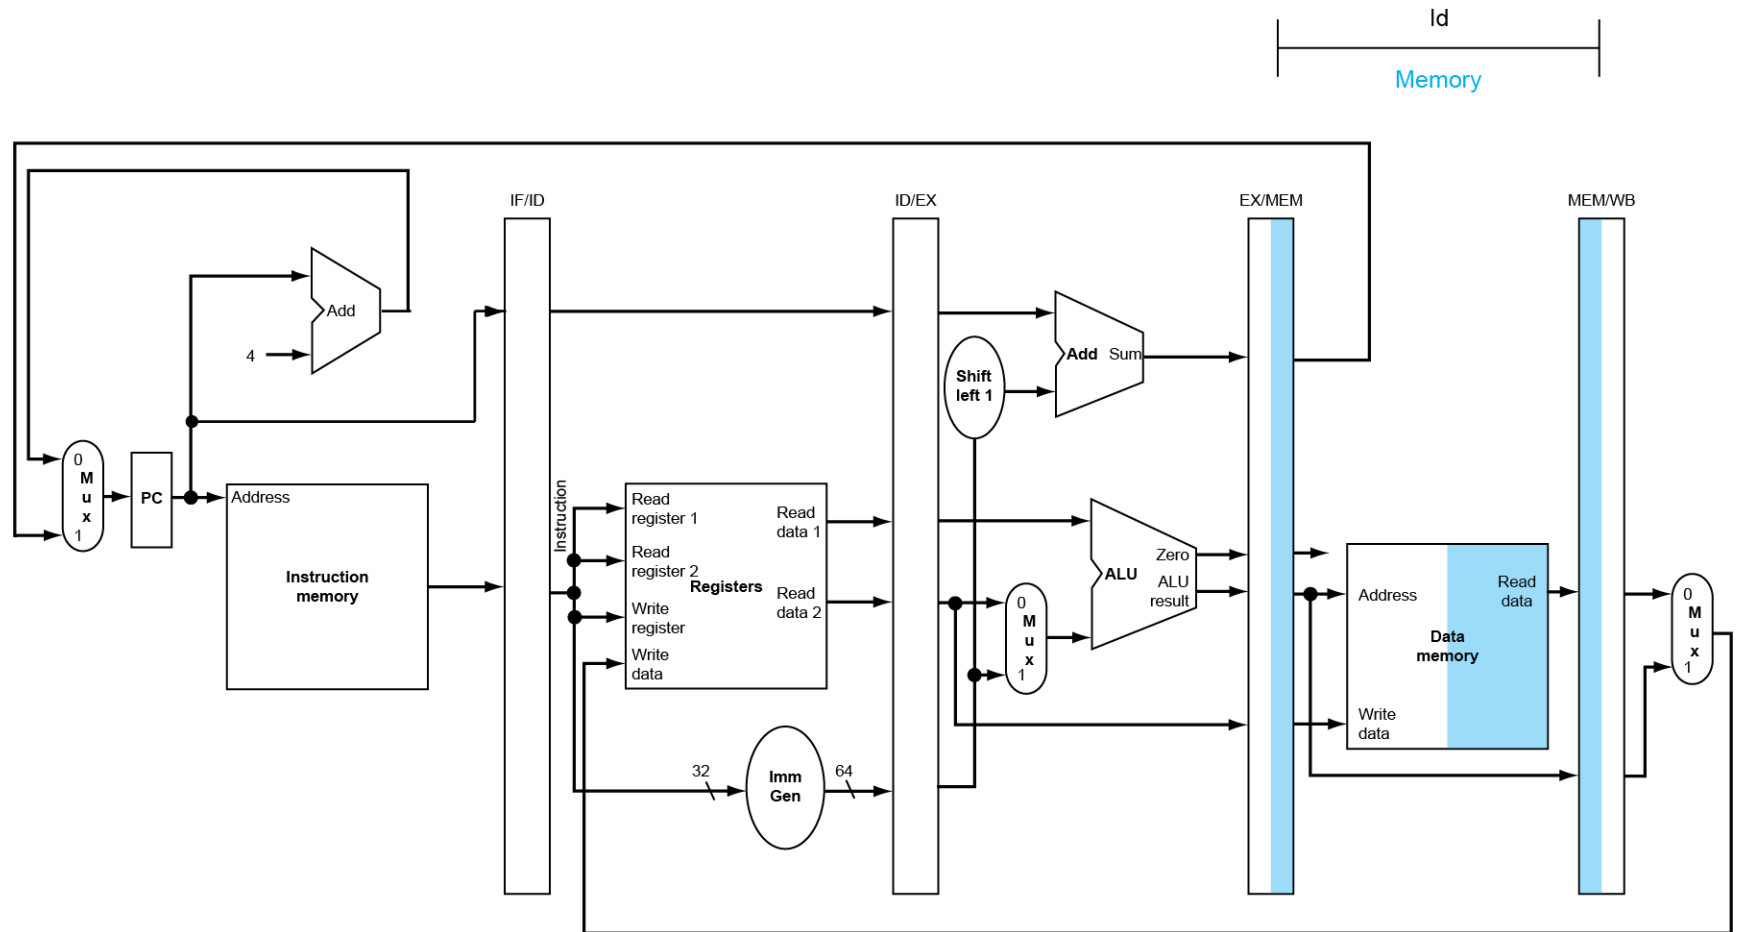 ld
Memory
IF/ID
ID/EX
EX/MEM
MEM/WB
Add
4
Add Sum
Shift
left 1
0
M
u
x
1
PC
Address
Instruction
memory
Instruction
Read
register 1
Read
register 2
Write
register
Write
data
Registers
Read
data 1
Read
data 2
0
M
u
x
1
Zero
ALU
ALU
result
Address
Read
data
Data
memory
Write
data
0
M
u
x
1
32
Imm
Gen
64